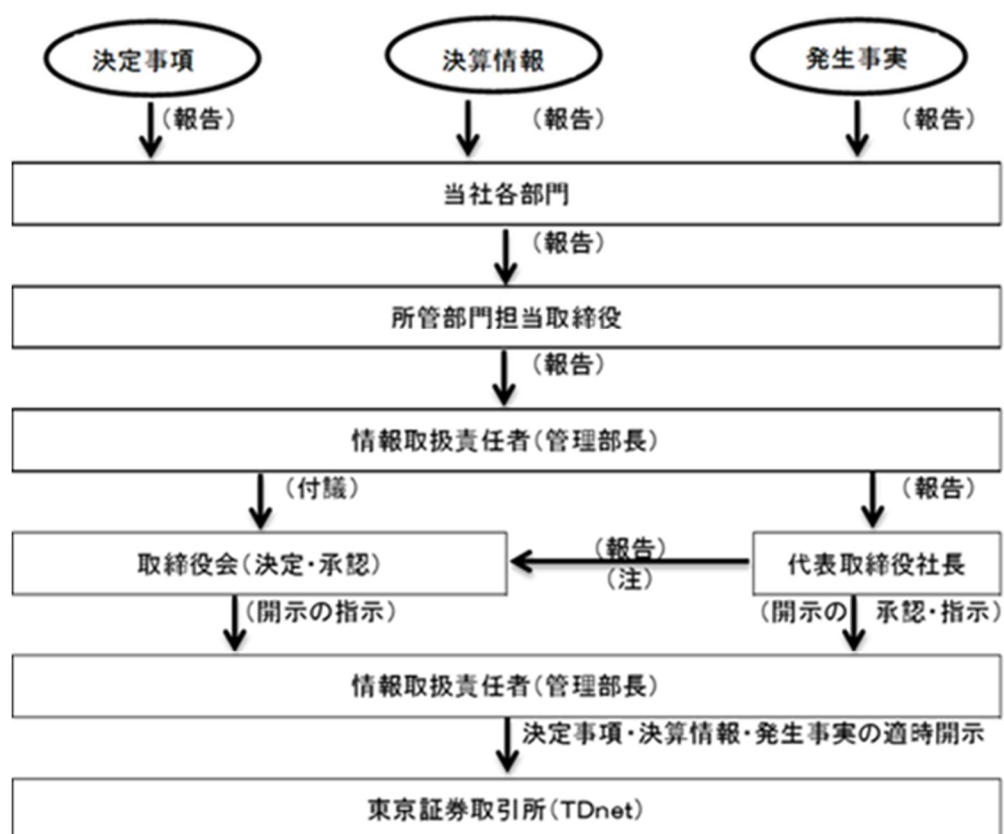 決定事項 決算情報 発生事実
(報告) (報告) (報告)
当社各部門
(報告)
所管部門担当取締役
(報告)
情報取扱責任者(管理部長)
(付議) (報告)
取締役会(決定・承認) (報告) 代表取締役社長
(注)
(開示の指示) (開示の 承認・指示)
情報取扱責任者(管理部長)
決定事項・決算情報・発生事実の適時開示
東京証券取引所(TDnet)